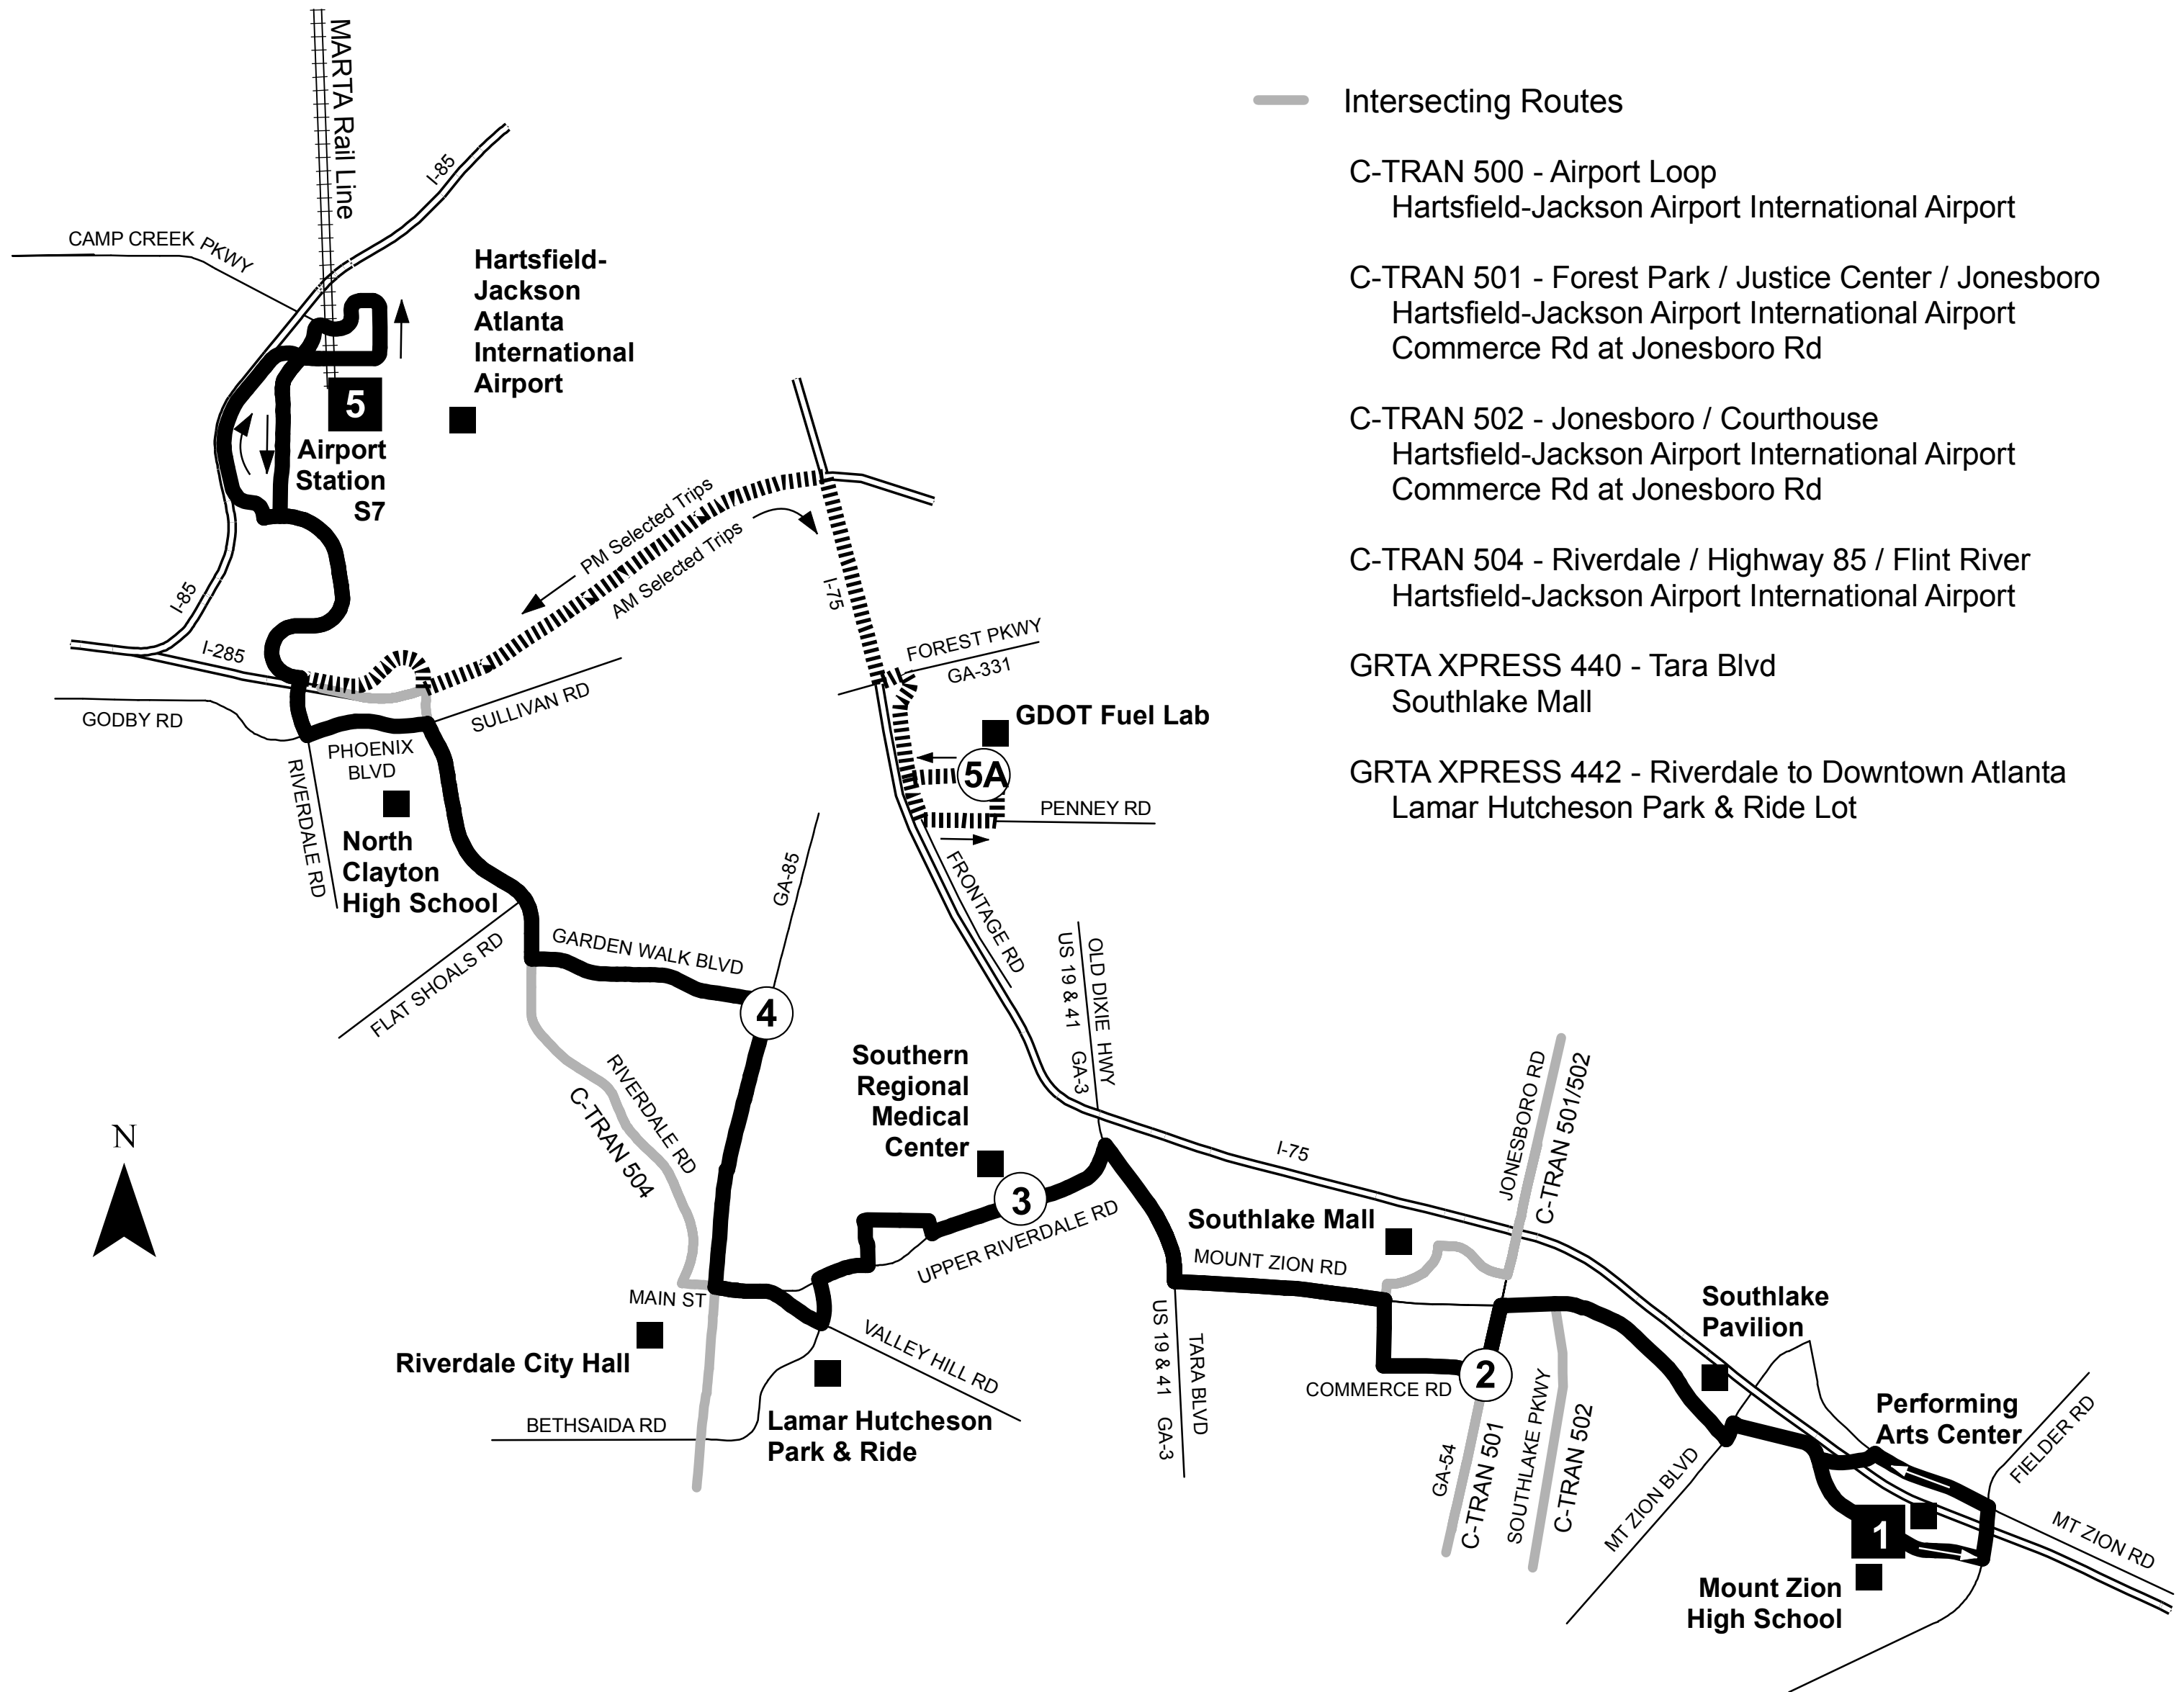 MARTA Rail Line
I-85
CAMP CREEK PKWY
Hartsfield-
Jackson
Atlanta
International
Airport
5
Airport
Station
S7
Intersecting Routes
C-TRAN 500 - Airport Loop
Hartsfield-Jackson Airport International Airport
C-TRAN 501 - Forest Park / Justice Center / Jonesboro
Hartsfield-Jackson Airport International Airport
Commerce Rd at Jonesboro Rd
C-TRAN 502 - Jonesboro / Courthouse
Hartsfield-Jackson Airport International Airport
Commerce Rd at Jonesboro Rd
C-TRAN 504 - Riverdale / Highway 85 / Flint River
Hartsfield-Jackson Airport International Airport
GRTA XPRESS 440 - Tara Blvd
Southlake Mall
GRTA XPRESS 442 - Riverdale to Downtown Atlanta
Lamar Hutcheson Park & Ride Lot
PM Selected Trips
AM Selected Trips
I-75
I-85
I-285
GODBY RD
SULLIVAN RD
PHOENIX
BLVD
RIVERDALE RD
North
Clayton
High School
FOREST PKWY
GA-331
GDOT Fuel Lab
5A
PENNEY RD
FRONTAGE RD
GA-85
FLAT SHOALS RD
GARDEN WALK BLVD
4
OLD DIXIE HWY
US 19 & 41 GA-3
RIVERDALE RD
C-TRAN 504
Southern
Regional
Medical
Center
3
UPPER RIVERDALE RD
N
I-75
JONESBORO RD
C-TRAN 501/502
Southlake Mall
MOUNT ZION RD
MAIN ST
Riverdale City Hall
VALLEY HILL RD
BETHSAIDA RD
Lamar Hutcheson
Park & Ride
TARA BLVD
US 19 & 41 GA-3
COMMERCE RD
2
GA-54
C-TRAN 501
SOUTHLAKE PKWY
C-TRAN 502
Southlake
Pavilion
MT ZION BLVD
Performing
Arts Center
FIELDER RD
MT ZION RD
1
Mount Zion
High School